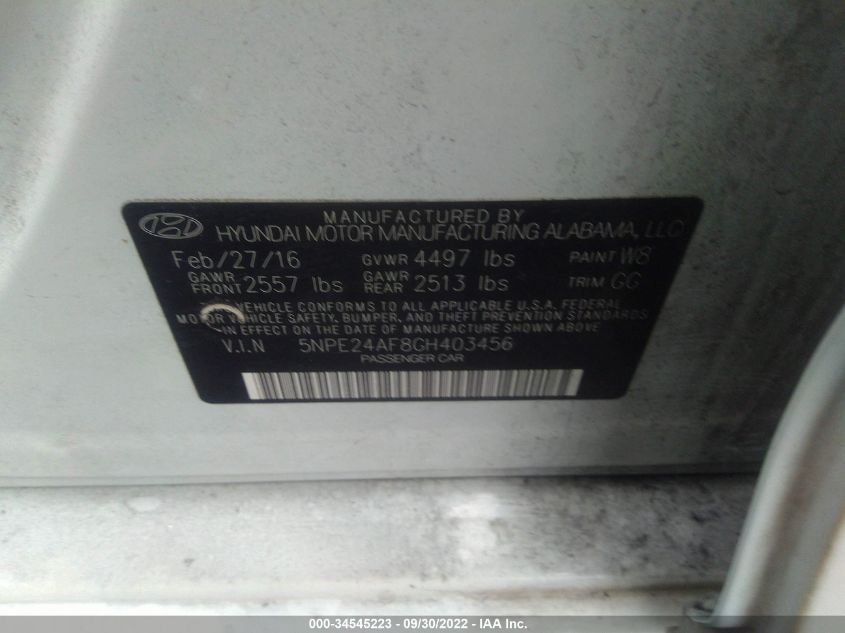 MANUFACTURED BY
HYUNDAI MOTOR MANUFACTURING ALABAMA, LLC
Feb/27/16 GVWR 4497 lbs PAINT W8
GAWR FRONT 2557 lbs GAWR REAR 2513 lbs TRIM GG
VEHICLE CONFORMS TO ALL APPLICABLE U.S.A. FEDERAL
MOTOR VEHICLE SAFETY, BUMPER, AND THEFT PREVENTION STANDARDS
IN EFFECT ON THE DATE OF MANUFACTURE SHOWN ABOVE
V.I.N 5NPE24AF8GH403456
PASSENGER CAR
000-34545223 - 09/30/2022 - IAA Inc.